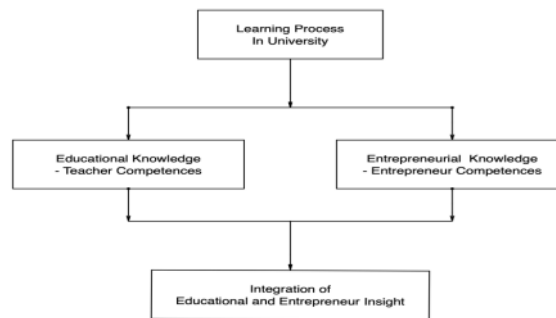 Learning Process
In University
Educational Knowledge
- Teacher Competences
Entrepreneurial Knowledge
- Entrepreneur Competences
Integration of
Educational and Entrepreneur Insight